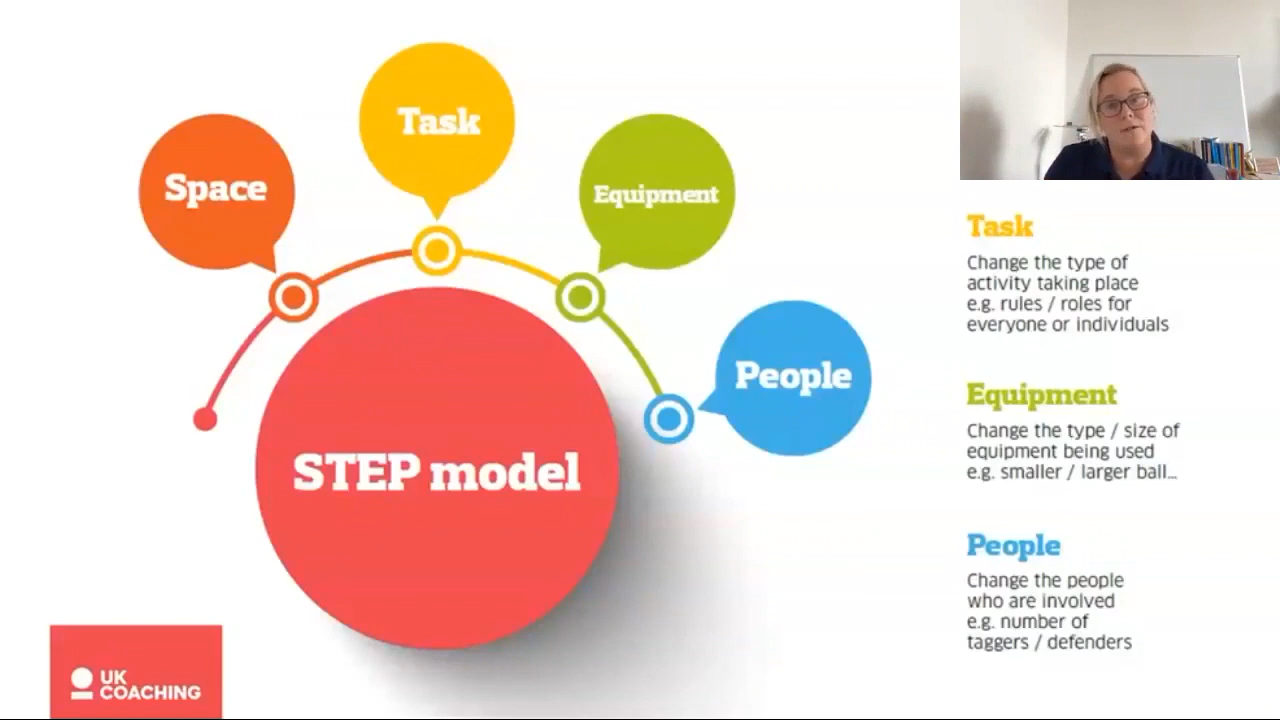 Task
Space
Equipment
People
STEP model
UK
COACHING
Task
Change the type of
activity taking place
e.g. rules / roles for
everyone or individuals
Equipment
Change the type / size of
equipment being used
e.g. smaller / larger ball...
People
Change the people
who are involved
e.g. number of
taggers / defenders